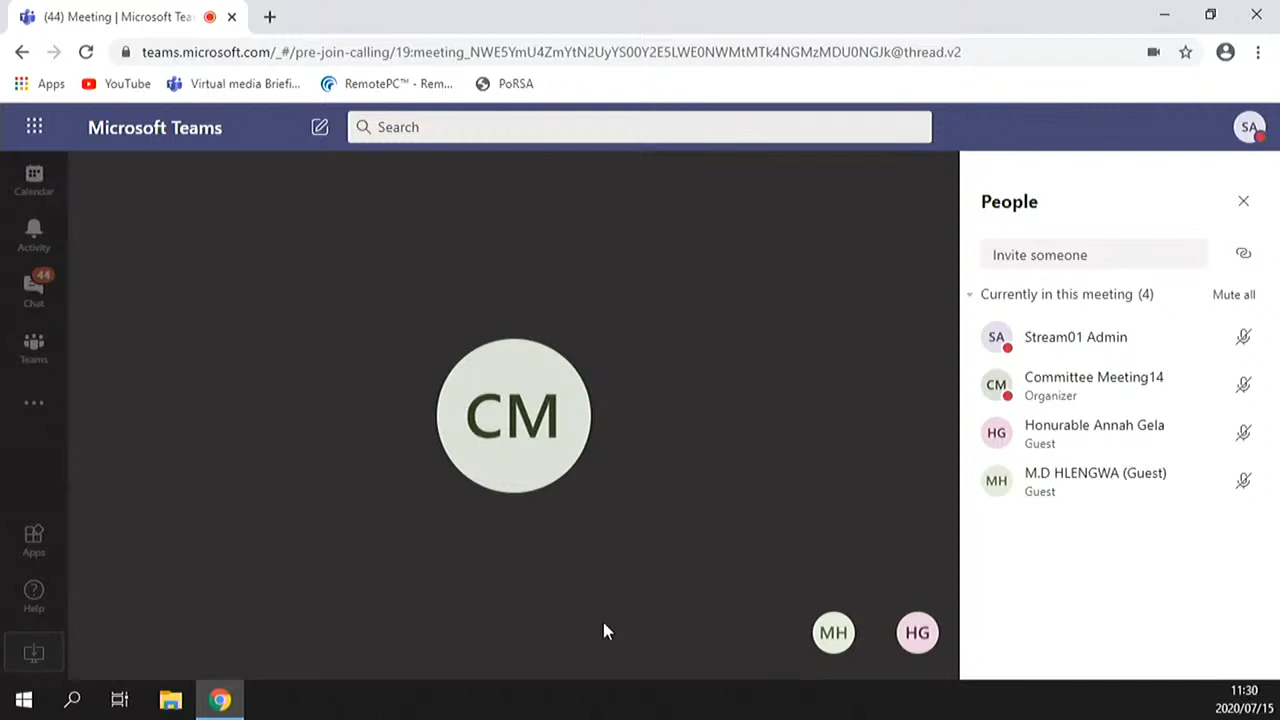 (44) Meeting | Microsoft Tea
teams.microsoft.com/_#/pre-join-calling/19:meeting_NWE5YmU4ZmYtN2UyYS00Y2E5LWE0NWMtMTk4NGMzMDU0NGJk@thread.v2
Apps YouTube Virtual media Briefi... RemotePC™ - Rem... PoRSA
Microsoft Teams
Search
SA
Calendar
Activity
44
Chat
Teams
Apps
Help
CM
MH HG
People
Invite someone
Currently in this meeting (4) Mute all
SA Stream01 Admin
CM Committee Meeting14
Organizer
HG Honurable Annah Gela
Guest
MH M.D HLENGWA (Guest)
Guest
11:30
2020/07/15